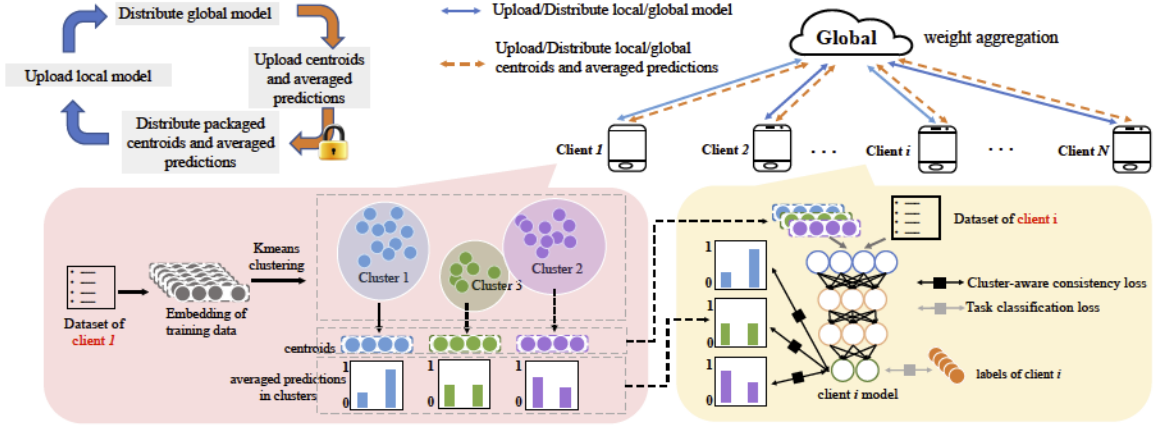 Distribute global model
Upload local model
Upload centroids
and averaged
predictions
Distribute packaged
centroids and averaged
predictions
Upload/Distribute local/global model
Upload/Distribute local/global
centroids and averaged predictions
Global
weight aggregation
Client 1
Client 2
. . .
Client i
. . .
Client N
Dataset of
client 1
Embedding of
training data
Kmeans
clustering
Cluster 1
Cluster 3
Cluster 2
centroids
averaged predictions
in clusters
1
0
1
0
1
0
Dataset of client i
1
0
1
0
1
0
Cluster-aware consistency loss
Task classification loss
labels of client i
client i model